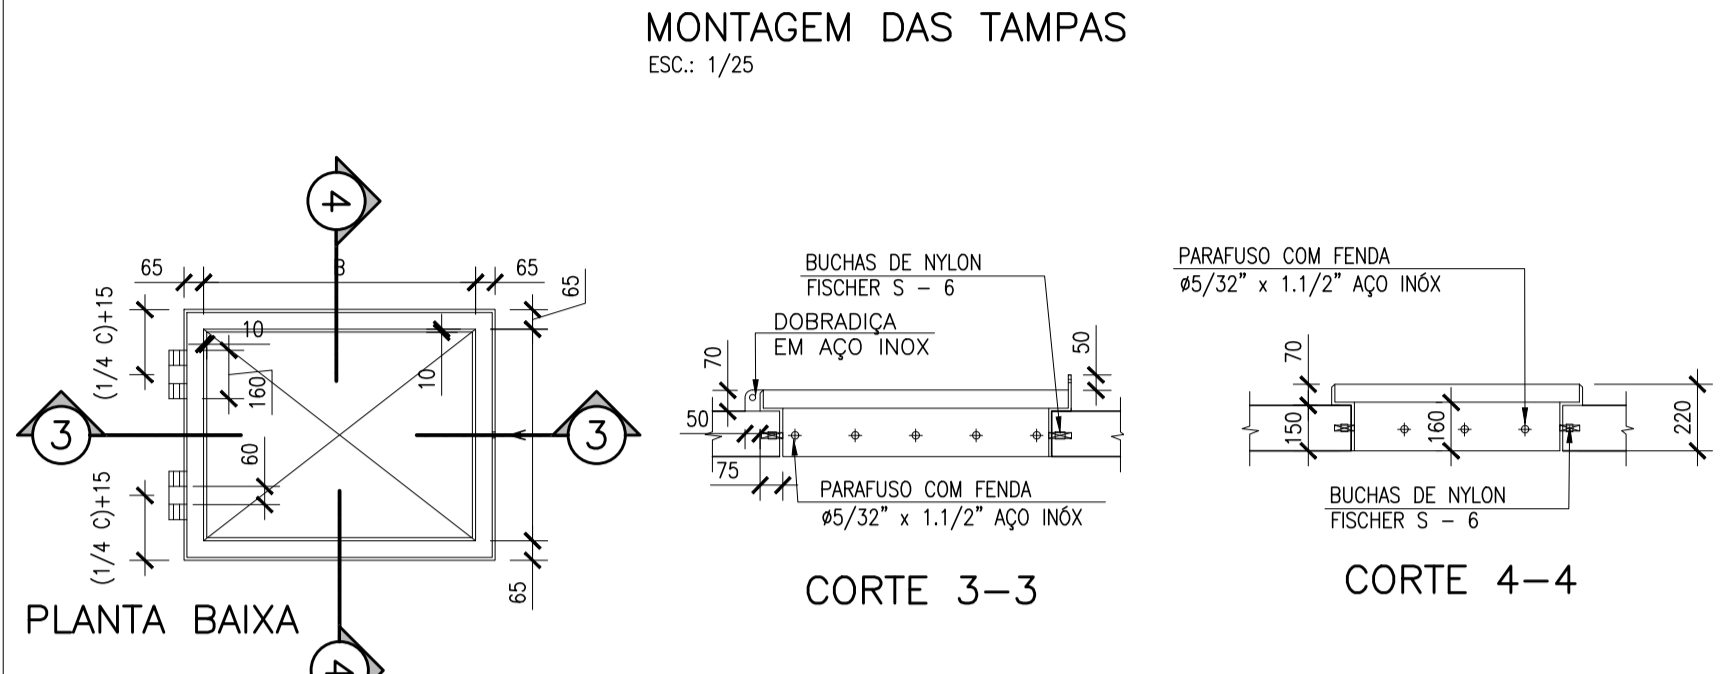 MONTAGEM DAS TAMPAS
ESC.: 1/25
4
65
65
65
(1/4 C)+15
10
10
160
3
3
60
(1/4 C)+15
65
4
PLANTA BAIXA
BUCHAS DE NYLON
FISCHER S - 6
DOBRADIÇA
EM AÇO INOX
70
50
50
75
PARAFUSO COM FENDA
ø5/32" x 1.1/2" AÇO INÓX
CORTE 3-3
PARAFUSO COM FENDA
ø5/32" x 1.1/2" AÇO INÓX
70
150
160
220
BUCHAS DE NYLON
FISCHER S - 6
CORTE 4-4